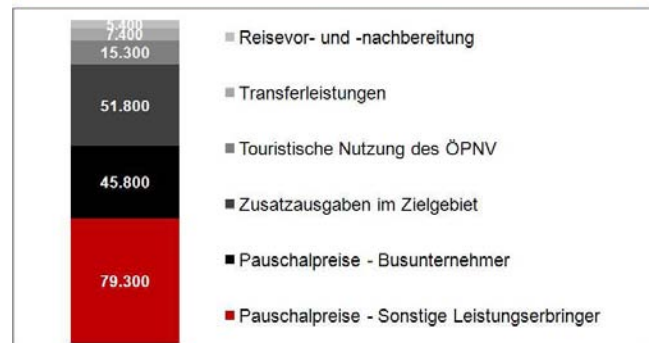 5.400
7.400
15.300
51.800
45.800
79.300
Reisevor- und -nachbereitung
Transferleistungen
Touristische Nutzung des ÖPNV
Zusatzausgaben im Zielgebiet
Pauschalpreise - Busunternehmer
Pauschalpreise - Sonstige Leistungserbringer